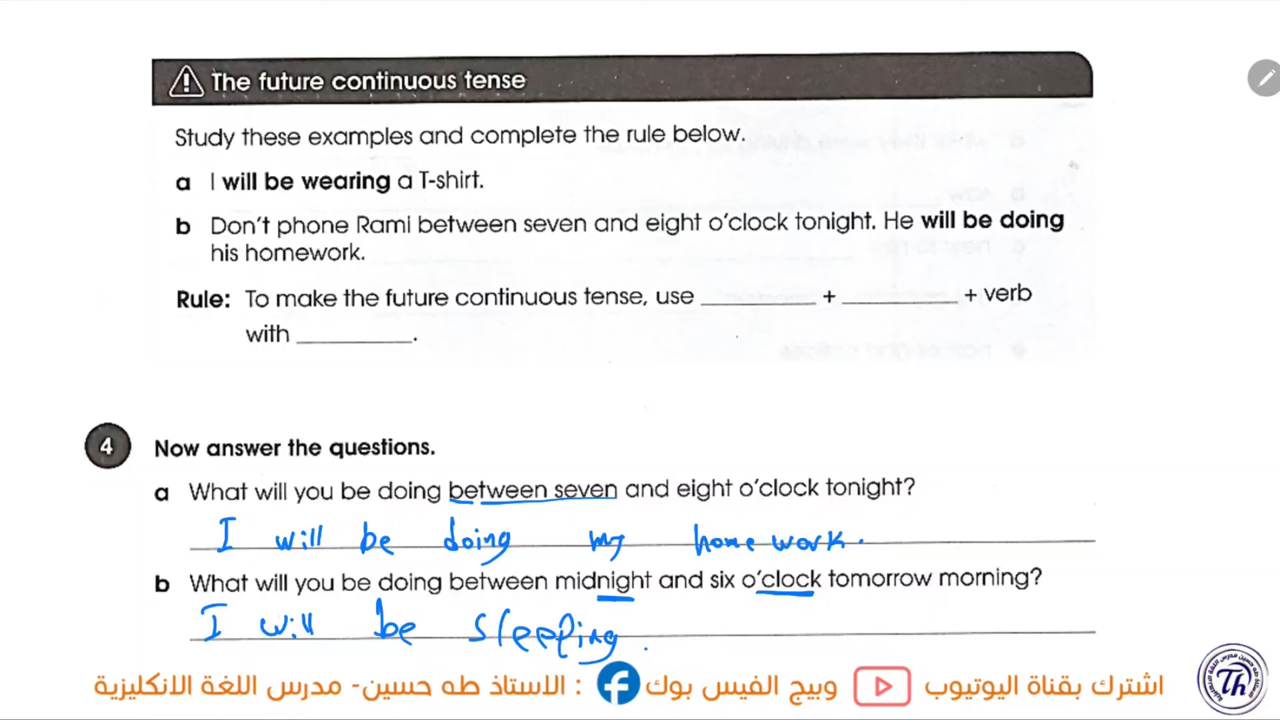 The future continuous tense
Study these examples and complete the rule below.
a I will be wearing a T-shirt.
b Don't phone Rami between seven and eight o'clock tonight. He will be doing
his homework.
Rule: To make the future continuous tense, use __________ + __________ + verb
with __________.
4 Now answer the questions.
a What will you be doing between seven and eight o'clock tonight?
I will be doing my homework.
b What will you be doing between midnight and six o'clock tomorrow morning?
I will be sleeping.
اشترك بقناة اليوتيوب وبيج الفيس بوك : الاستاذ طه حسين- مدرس اللغة الانكليزية
Th